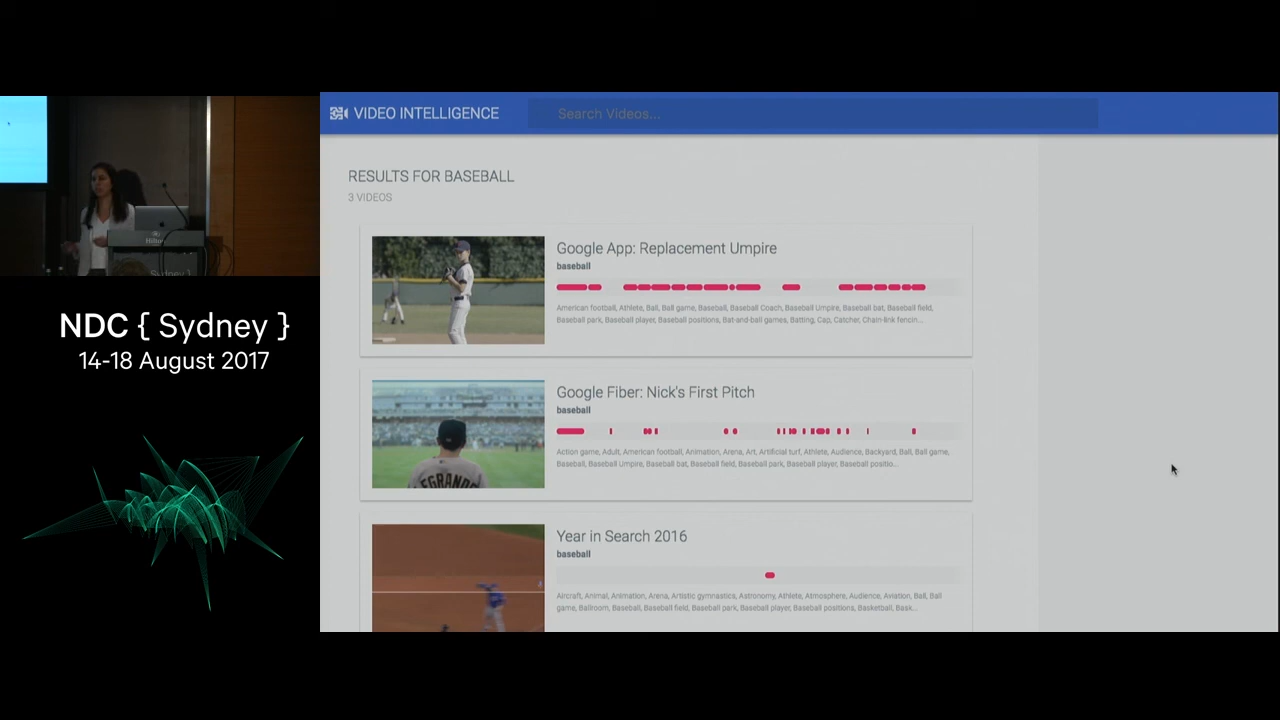 VIDEO INTELLIGENCE
Search Videos...
RESULTS FOR BASEBALL
3 VIDEOS
Google App: Replacement Umpire
baseball
American football, Athlete, Ball, Ball game, Baseball, Baseball Coach, Baseball Umpire, Baseball bat, Baseball field,
Baseball park, Baseball player, Baseball positions, Bat-and-ball games, Batting, Cap, Catcher, Chain-link fencin...
Google Fiber: Nick's First Pitch
baseball
Action game, Adult, American football, Animation, Arena, Art, Artificial turf, Athlete, Audience, Backyard, Ball, Ball game,
Baseball, Baseball Umpire, Baseball bat, Baseball field, Baseball park, Baseball player, Baseball positio...
LEGRAND
Year in Search 2016
baseball
Aircraft, Animal, Animation, Arena, Artistic gymnastics, Astronomy, Athlete, Atmosphere, Audience, Aviation, Ball, Ball
game, Ballroom, Baseball, Baseball field, Baseball park, Baseball player, Baseball positions, Basketball, Bask...
Hilton
Sydney
NDC { Sydney }
14-18 August 2017